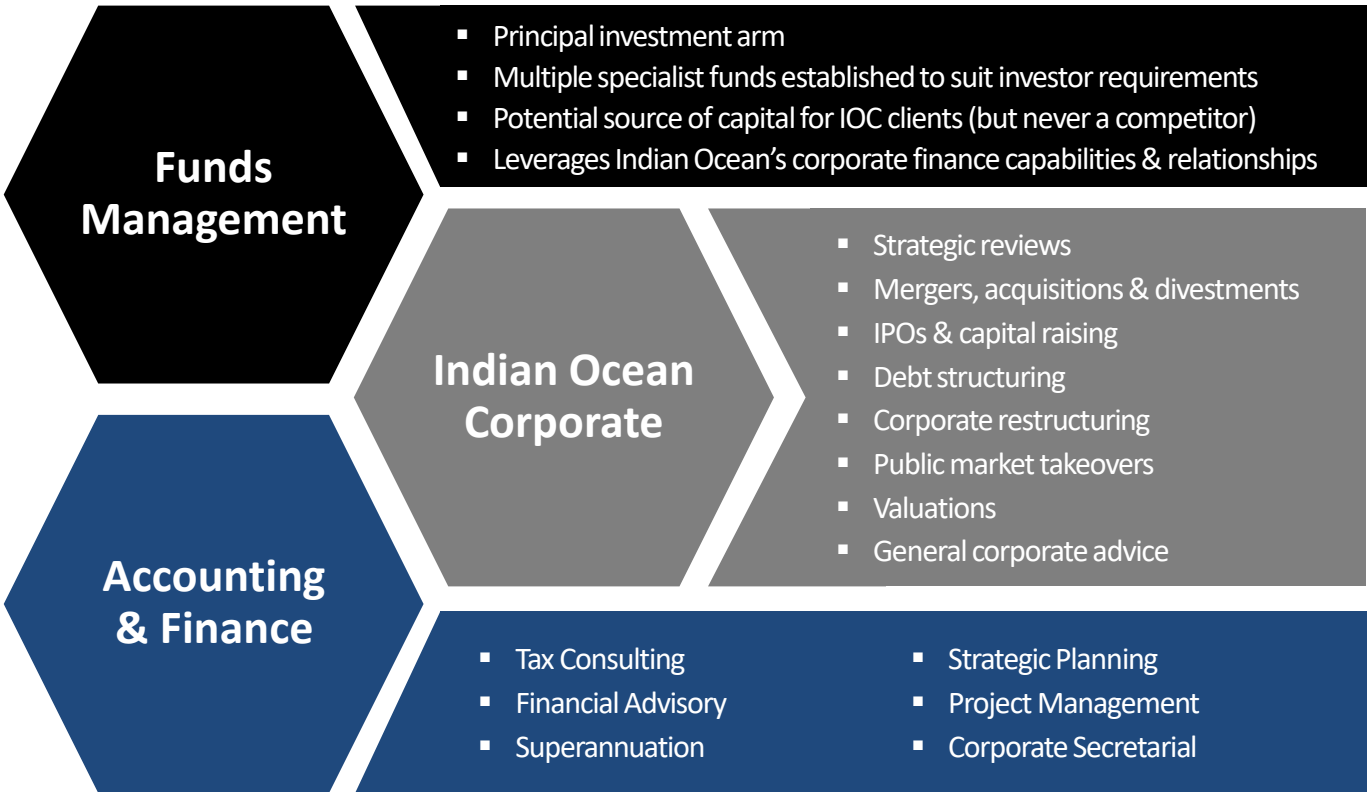 Funds
Management
▪ Principal investment arm
▪ Multiple specialist funds established to suit investor requirements
▪ Potential source of capital for IOC clients (but never a competitor)
▪ Leverages Indian Ocean’s corporate finance capabilities & relationships
Indian Ocean
Corporate
▪ Strategic reviews
▪ Mergers, acquisitions & divestments
▪ IPOs & capital raising
▪ Debt structuring
▪ Corporate restructuring
▪ Public market takeovers
▪ Valuations
▪ General corporate advice
Accounting
& Finance
▪ Tax Consulting
▪ Financial Advisory
▪ Superannuation
▪ Strategic Planning
▪ Project Management
▪ Corporate Secretarial